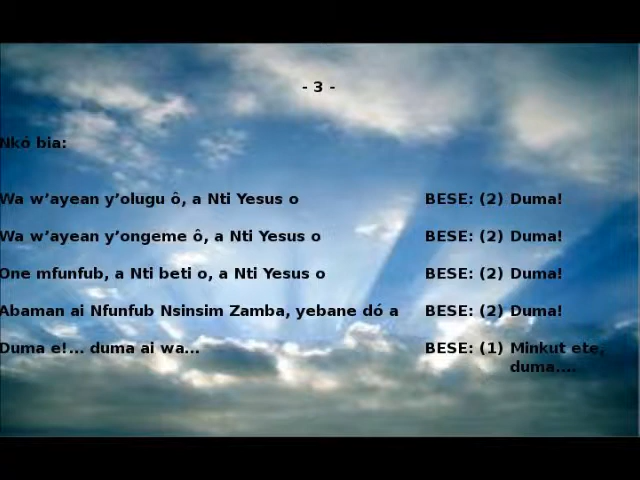 - 3 -
Nkó bia:
Wa w’ayean y’olugu ô, a Nti Yesus o BESE: (2) Duma!
Wa w’ayean y’ongeme ô, a Nti Yesus o BESE: (2) Duma!
One mfunfub, a Nti beti o, a Nti Yesus o BESE: (2) Duma!
Abaman ai Nfunfub Nsinsim Zamba, yebane dó a BESE: (2) Duma!
Duma e!... duma ai wa... BESE: (1) Minkut ete,
duma....